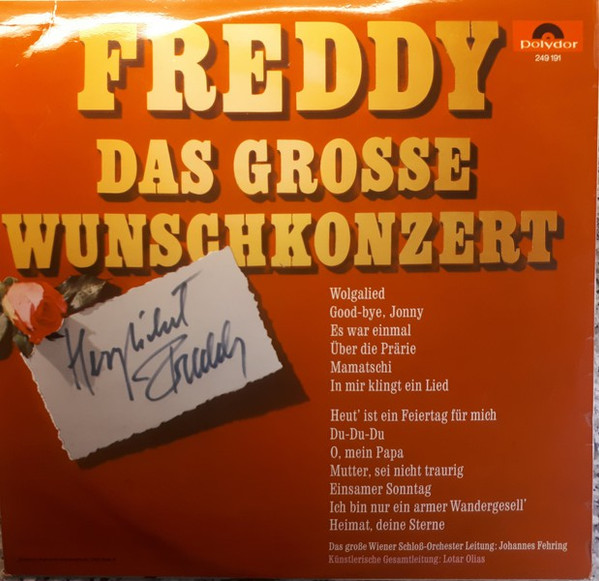 FREDDY
Polydor
249 191
DAS GROSSE
WUNSCHKONZERT
Herzlichst
Freddy
Wolgalied
Good-bye, Jonny
Es war einmal
Über die Prärie
Mamatschi
In mir klingt ein Lied
Heut' ist ein Feiertag für mich
Du-Du-Du
O, mein Papa
Mutter, sei nicht traurig
Einsamer Sonntag
Ich bin nur ein armer Wandergesell'
Heimat, deine Sterne
Das große Wiener Schloß-Orchester Leitung: Johannes Fehring
Künstlerische Gesamtleitung: Lotar Olias